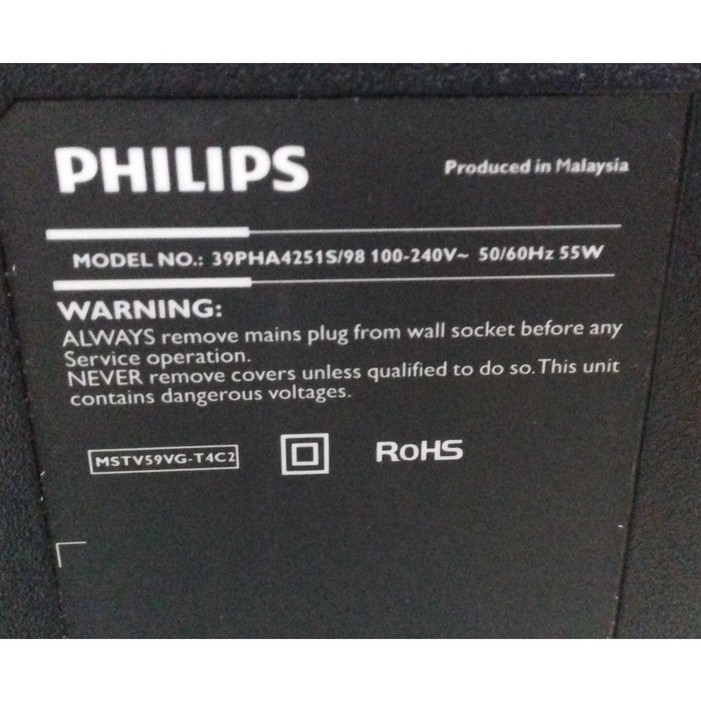 PHILIPS
Produced in Malaysia
MODEL NO.: 39PHA4251S/98 100-240V~ 50/60Hz 55W
WARNING:
ALWAYS remove mains plug from wall socket before any
Service operation.
NEVER remove covers unless qualified to do so. This unit
contains dangerous voltages.
MSTV59VG-T4C2
RoHS